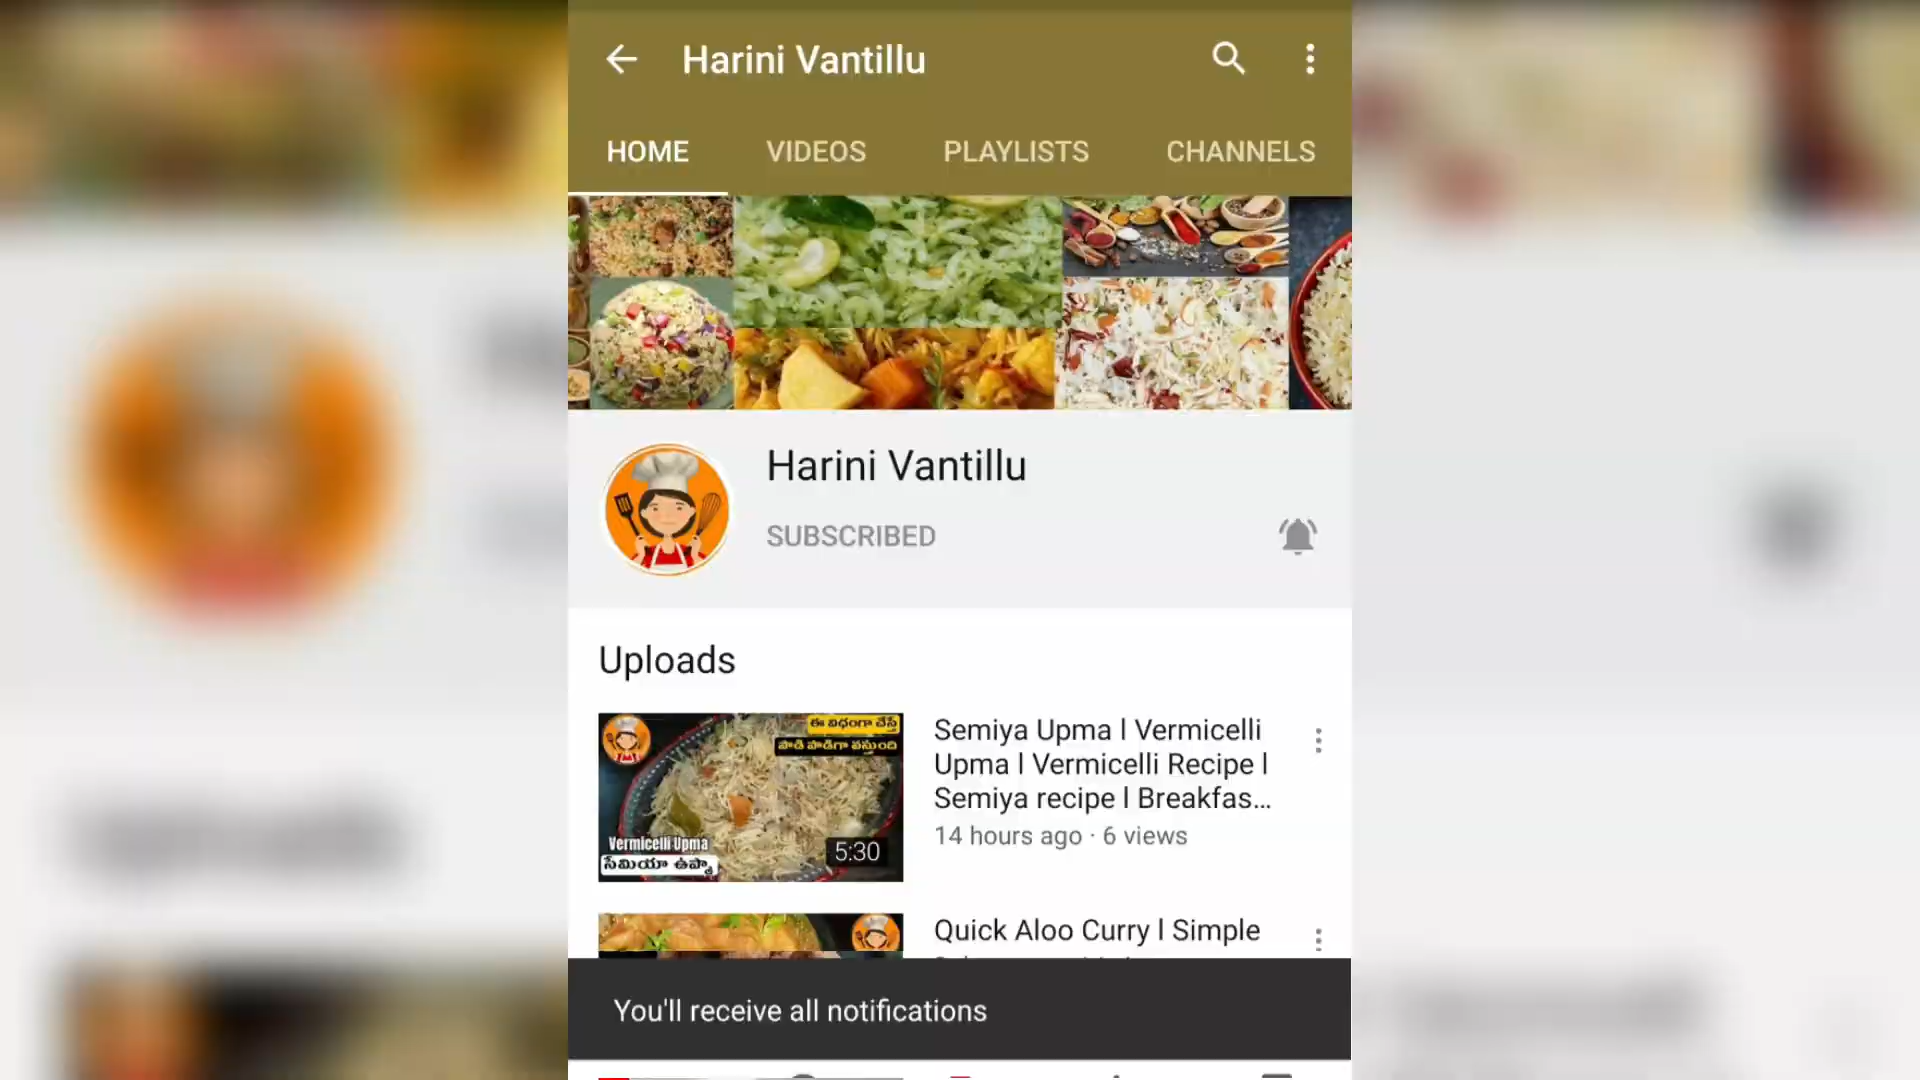 Harini Vantillu
HOME
VIDEOS
PLAYLISTS
CHANNELS
Harini Vantillu
SUBSCRIBED
Uploads
ఈ విధంగా చేస్తే
పొడి పొడిగా వస్తుంది
Vermicelli Upma
సేమియా ఉప్మా
5:30
Semiya Upma l Vermicelli
Upma l Vermicelli Recipe l
Semiya recipe l Breakfas...
14 hours ago · 6 views
Quick Aloo Curry l Simple
You'll receive all notifications